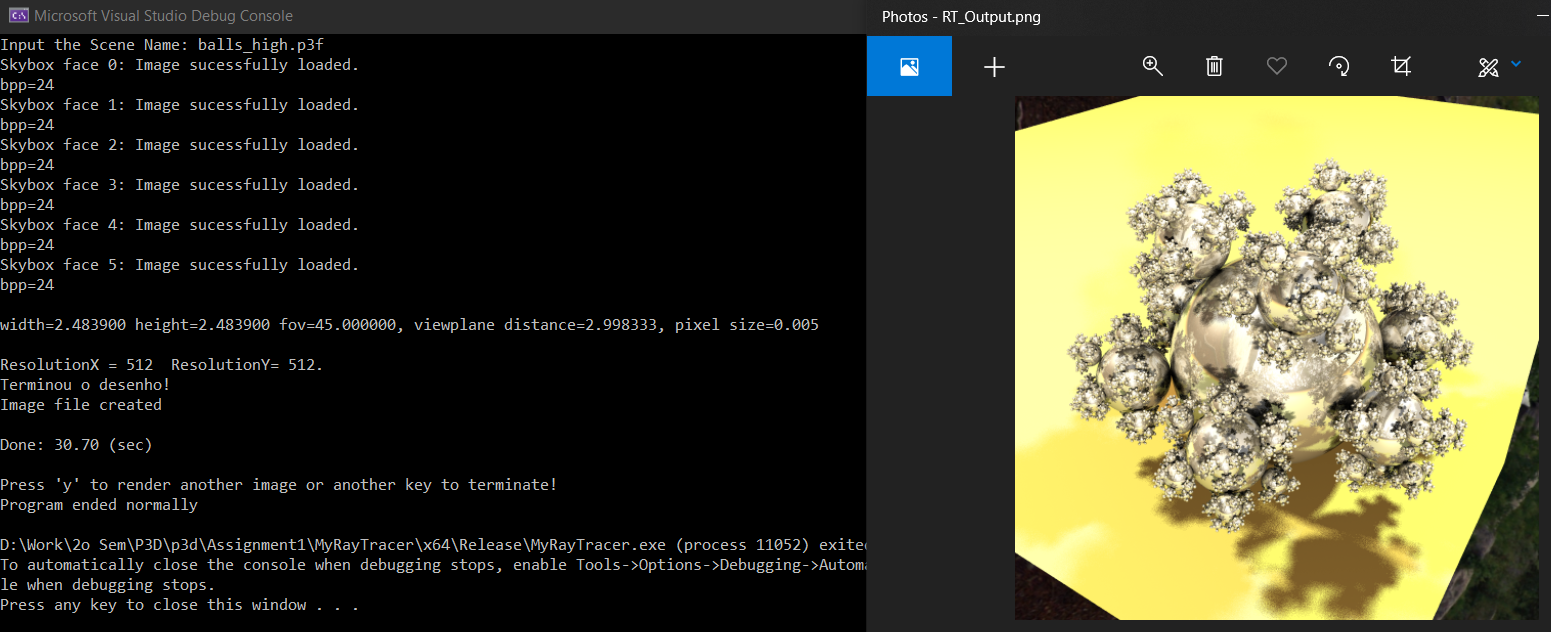 Microsoft Visual Studio Debug Console
Input the Scene Name: balls_high.p3f
Skybox face 0: Image sucessfully loaded.
bpp=24
Skybox face 1: Image sucessfully loaded.
bpp=24
Skybox face 2: Image sucessfully loaded.
bpp=24
Skybox face 3: Image sucessfully loaded.
bpp=24
Skybox face 4: Image sucessfully loaded.
bpp=24
Skybox face 5: Image sucessfully loaded.
bpp=24
width=2.483900 height=2.483900 fov=45.000000, viewplane distance=2.998333, pixel size=0.005
ResolutionX = 512  ResolutionY= 512.
Terminou o desenho!
Image file created
Done: 30.70 (sec)
Press 'y' to render another image or another key to terminate!
Program ended normally
D:\Work\2o Sem\P3D\p3d\Assignment1\MyRayTracer\x64\Release\MyRayTracer.exe (process 11052) exited
To automatically close the console when debugging stops, enable Tools->Options->Debugging->Automa
le when debugging stops.
Press any key to close this window . . .
Photos - RT_Output.png